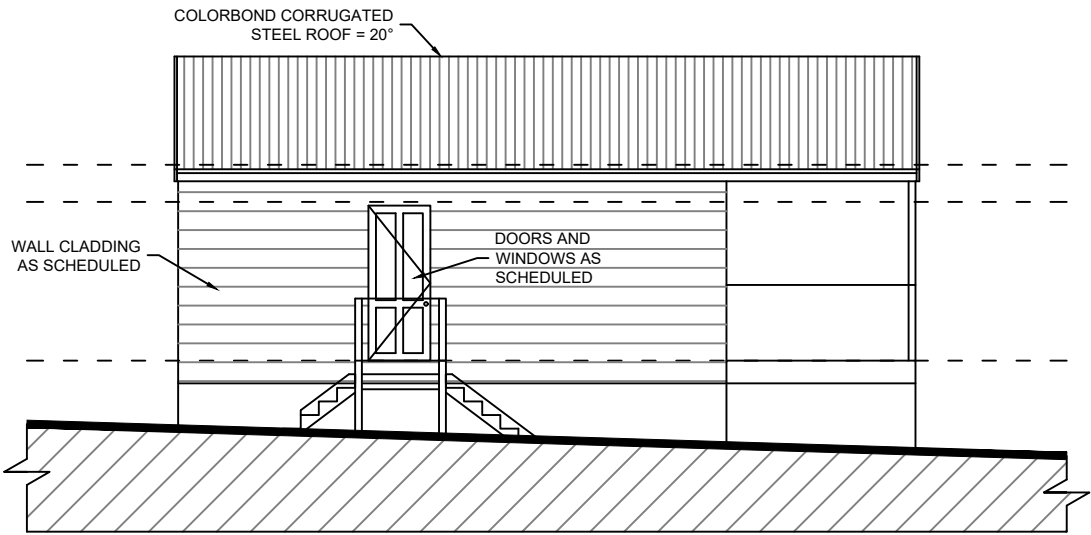 COLORBOND CORRUGATED
STEEL ROOF = 20°
WALL CLADDING
AS SCHEDULED
DOORS AND
WINDOWS AS
SCHEDULED